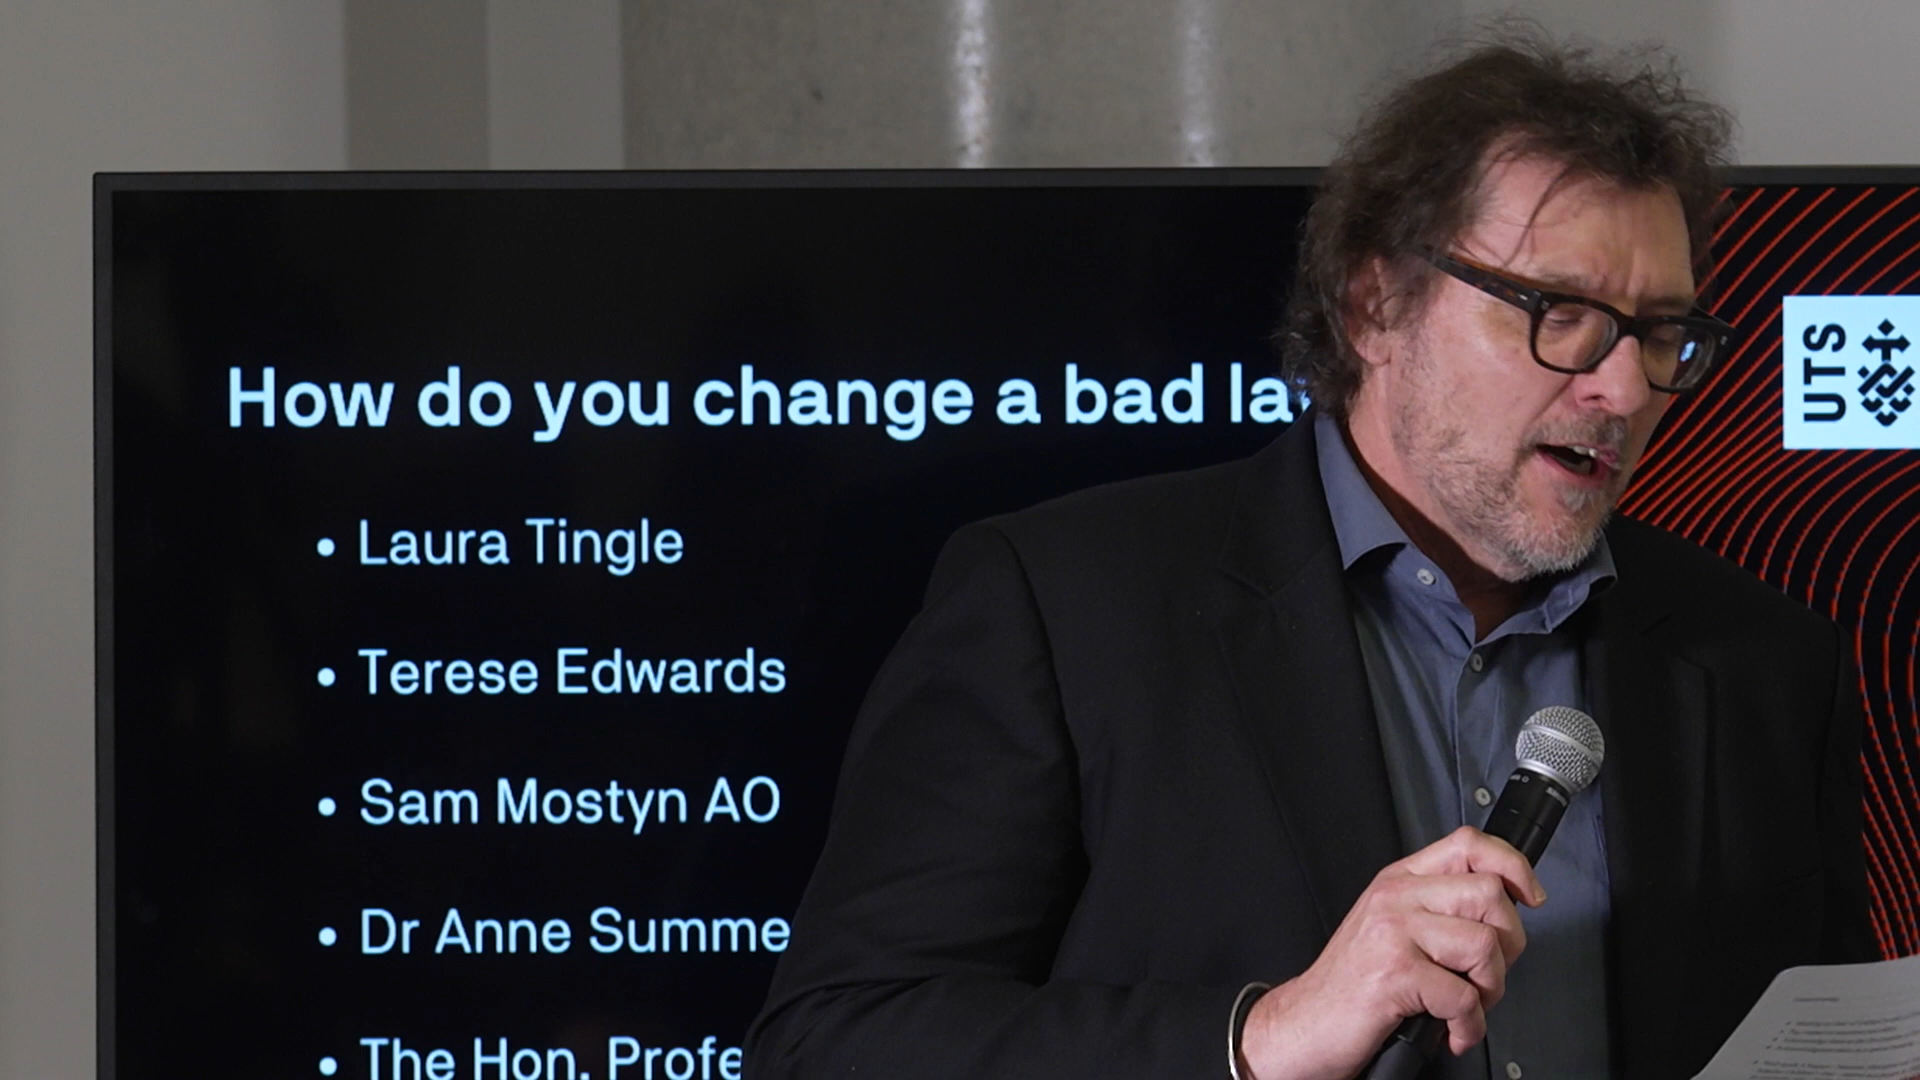 How do you change a bad la
• Laura Tingle
• Terese Edwards
• Sam Mostyn AO
• Dr Anne Summe
• The Hon. Profe
UTS